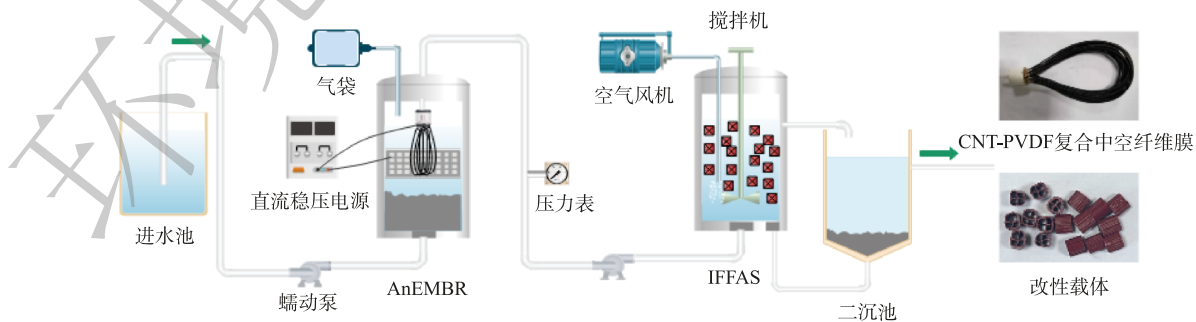 搅拌机
气袋
空气风机
CNT-PVDF复合中空纤维膜
直流稳压电源
压力表
进水池
蠕动泵
AnEMBR
IFFAS
二沉池
改性载体
环境